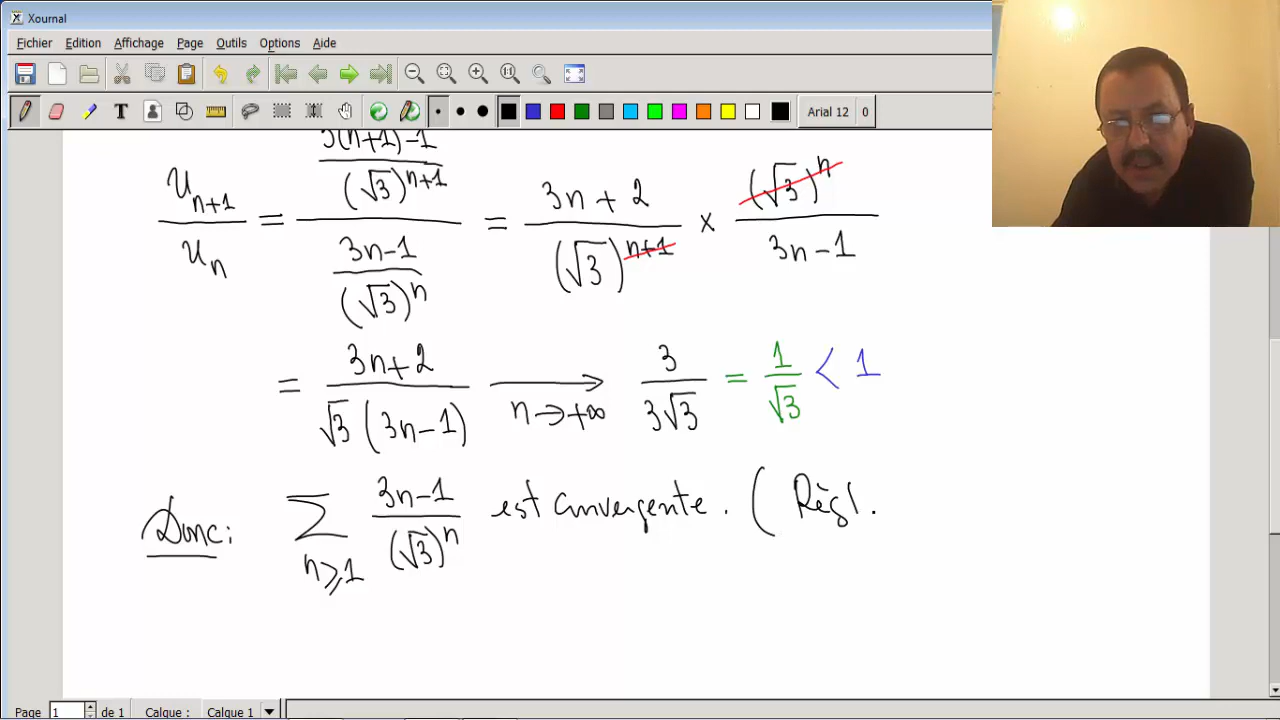 Xournal
Fichier Edition Affichage Page Outils Options Aide
Arial 12 0
u_{n+1}/u_n = ((3(n+1)-1)/(√3)^{n+1})/((3n-1)/(√3)^n) = (3n+2)/(√3)^{n+1} × (√3)^n/(3n-1)
= (3n+2)/(√3(3n-1)) ⟶_{n→+∞} 3/(3√3) = 1/√3 < 1
Donc: ∑_{n⩾1} (3n-1)/(√3)^n est convergente. ( Règl.
Page 1 de 1 Calque : Calque 1